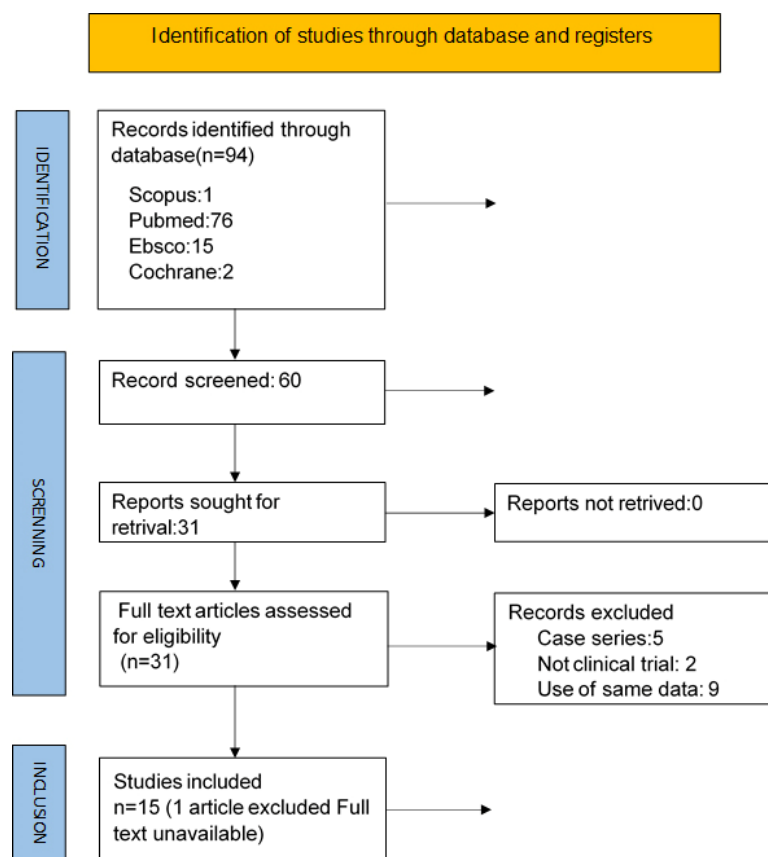 Identification of studies through database and registers
IDENTIFICATION
Records identified through
database(n=94)
Scopus:1
Pubmed:76
Ebsco:15
Cochrane:2
SCRENNING
Record screened: 60
Reports sought for
retrival:31
Reports not retrived:0
Full text articles assessed
for eligibility
(n=31)
Records excluded
Case series:5
Not clinical trial: 2
Use of same data: 9
INCLUSION
Studies included
n=15 (1 article excluded Full
text unavailable)